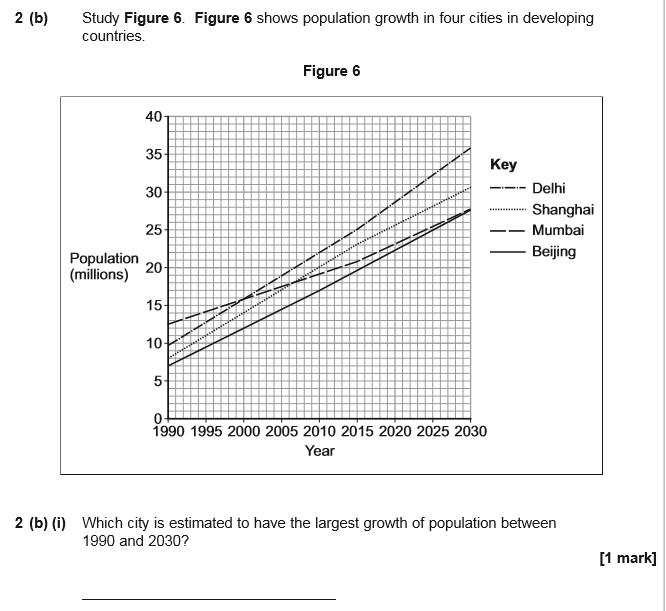 2 (b) Study Figure 6. Figure 6 shows population growth in four cities in developing
countries.
Figure 6
40
35
30
25
20
15
10
5
0
Population
(millions)
1990 1995 2000 2005 2010 2015 2020 2025 2030
Year
Key
Delhi
Shanghai
Mumbai
Beijing
2 (b) (i) Which city is estimated to have the largest growth of population between
1990 and 2030?
[1 mark]